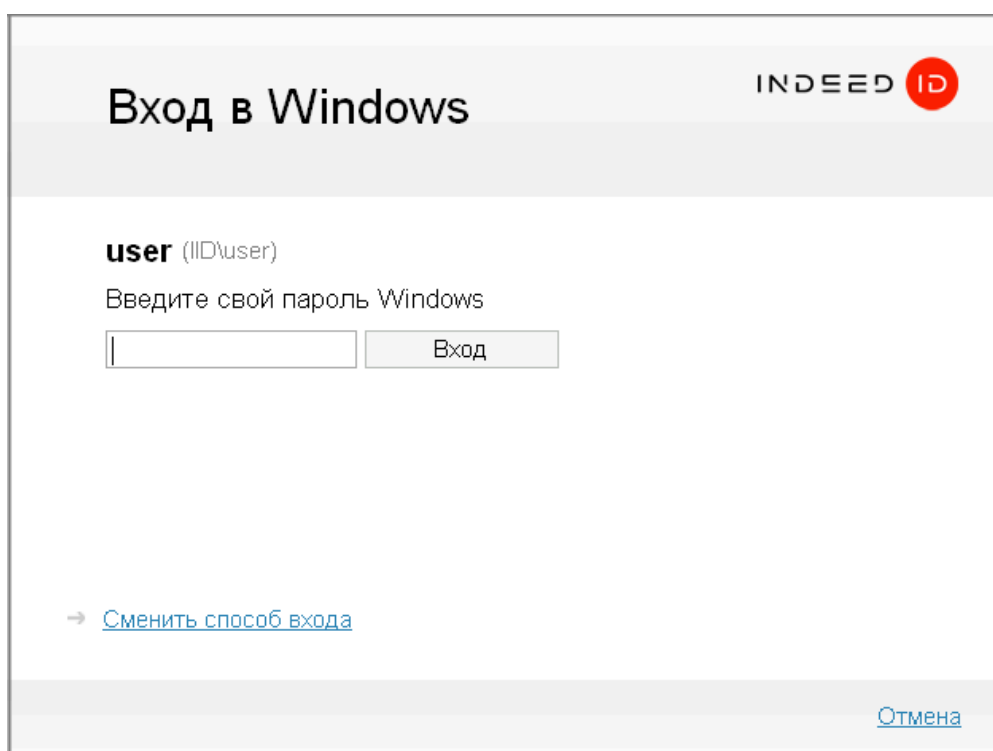 Вход в Windows
INDEED ID
user (IID\user)
Введите свой пароль Windows
Вход
Сменить способ входа
Отмена